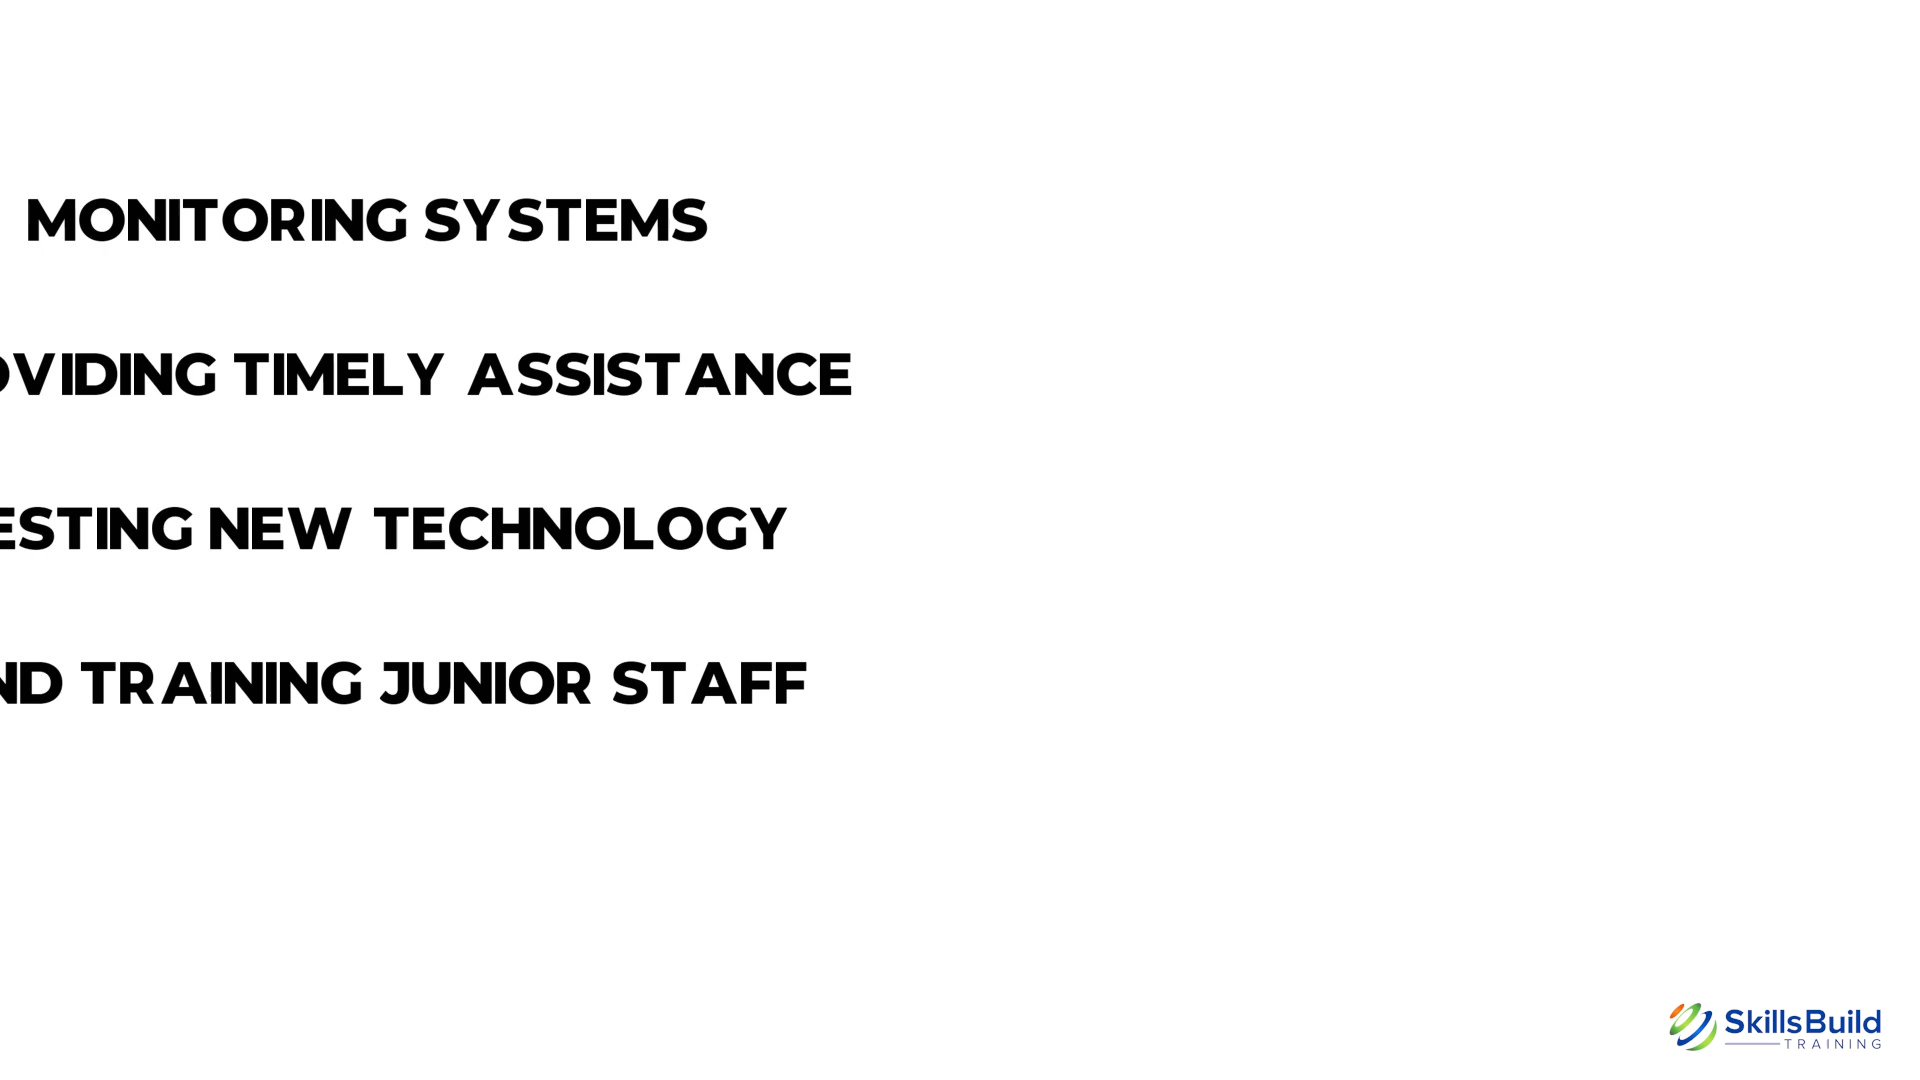 MONITORING SYSTEMS
OVIDING TIMELY ASSISTANCE
ESTING NEW TECHNOLOGY
ND TRAINING JUNIOR STAFF
SkillsBuild
TRAINING